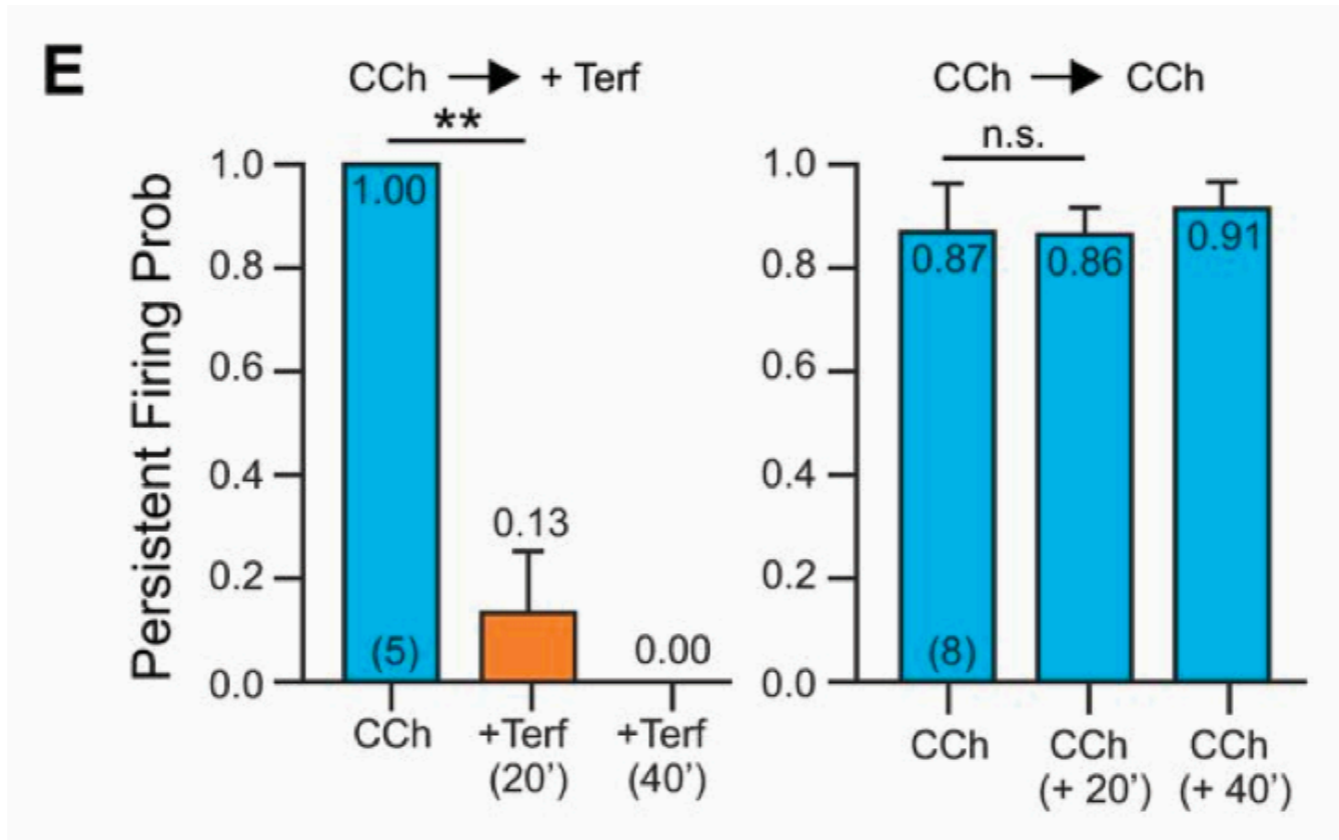 E
CCh → + Terf
**
Persistent Firing Prob
1.0
0.8
0.6
0.4
0.2
0.0
1.00
(5)
0.13
0.00
CCh
+Terf
(20’)
+Terf
(40’)
CCh → CCh
n.s.
1.0
0.8
0.6
0.4
0.2
0.0
0.87
0.86
0.91
(8)
CCh
CCh
(+ 20’)
CCh
(+ 40’)